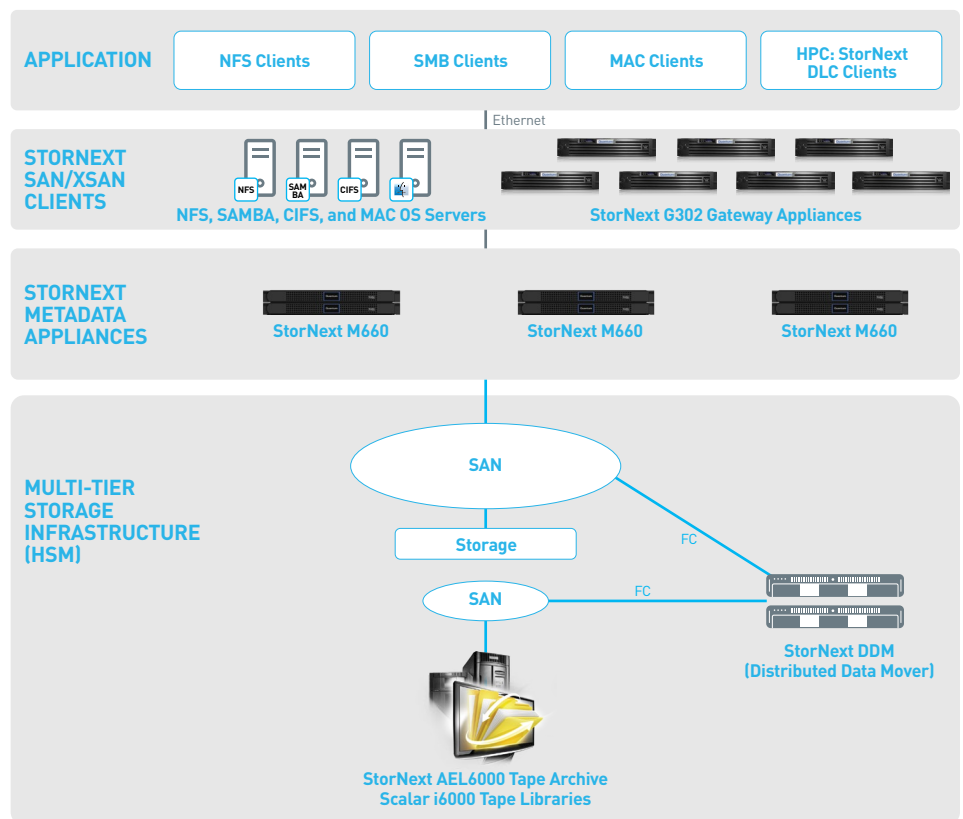 APPLICATION
NFS Clients
SMB Clients
MAC Clients
HPC: StorNext
DLC Clients
Ethernet
STORNEXT
SAN/XSAN
CLIENTS
NFS
SAM
BA
CIFS
NFS, SAMBA, CIFS, and MAC OS Servers
StorNext G302 Gateway Appliances
STORNEXT
METADATA
APPLIANCES
StorNext M660
StorNext M660
StorNext M660
MULTI-TIER
STORAGE
INFRASTRUCTURE
(HSM)
SAN
Storage
FC
SAN
FC
StorNext DDM
(Distributed Data Mover)
StorNext AEL6000 Tape Archive
Scalar i6000 Tape Libraries